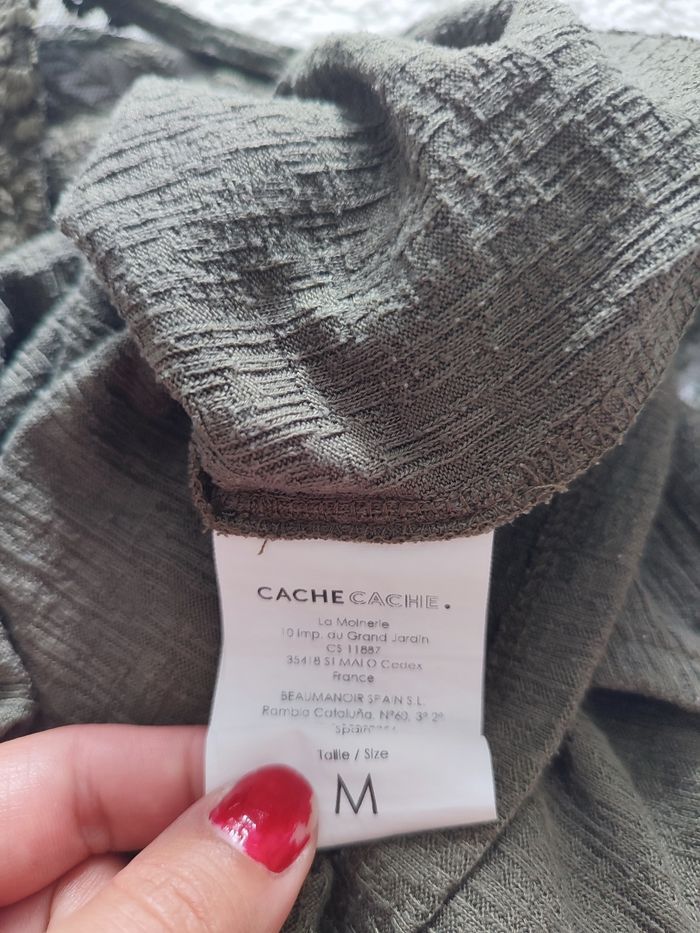 CACHE CACHE.
La Moinerie
10 Imp. du Grand Jardin
CS 11887
35418 ST MALO Cedex
France
BEAUMANOIR SPAIN S.L.
Rambla Cataluña, Nº60, 3º 2º
Spain
Taille / Size
M